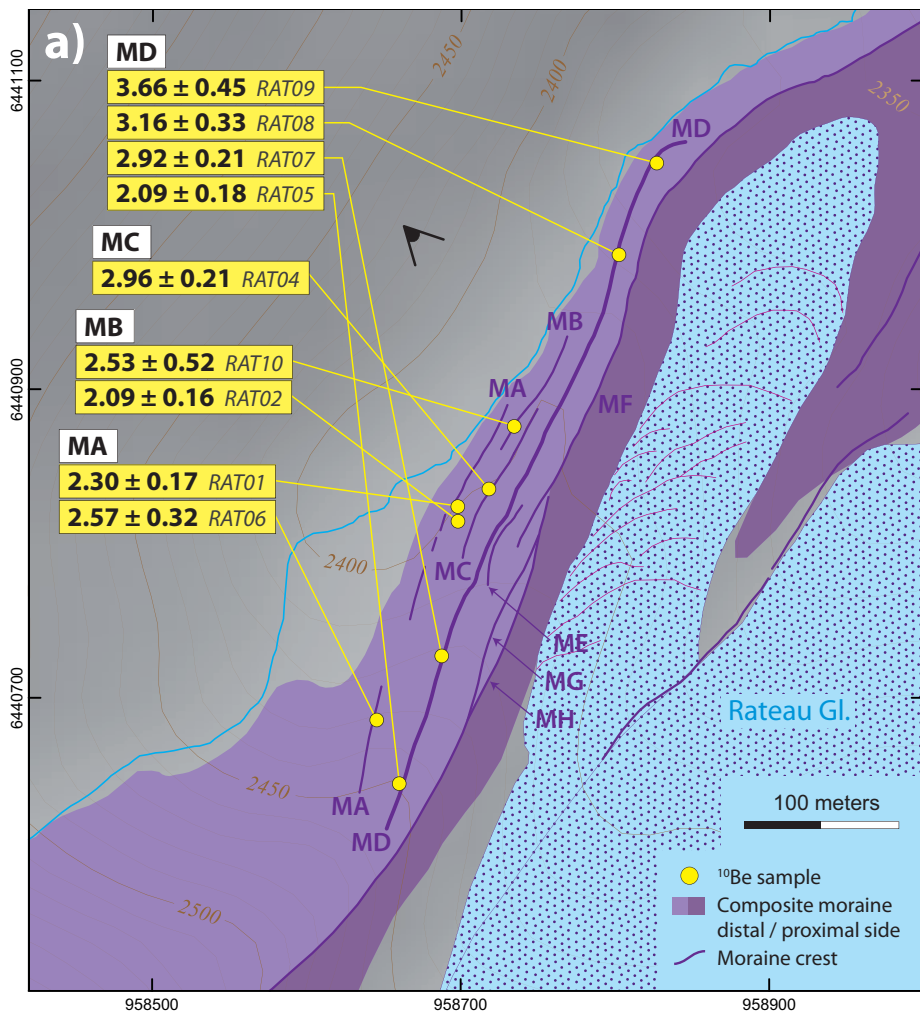 a)
MD
3.66 ± 0.45 RAT09
3.16 ± 0.33 RAT08
2.92 ± 0.21 RAT07
2.09 ± 0.18 RAT05
MC
2.96 ± 0.21 RAT04
MB
2.53 ± 0.52 RAT10
2.09 ± 0.16 RAT02
MA
2.30 ± 0.17 RAT01
2.57 ± 0.32 RAT06
2450
2400
2350
MD
MB
MA
MF
2400
MC
ME
MG
MH
2450
MA
MD
2500
Rateau Gl.
100 meters
¹⁰Be sample
Composite moraine
distal / proximal side
Moraine crest
6441100
6440900
6440700
958500
958700
958900